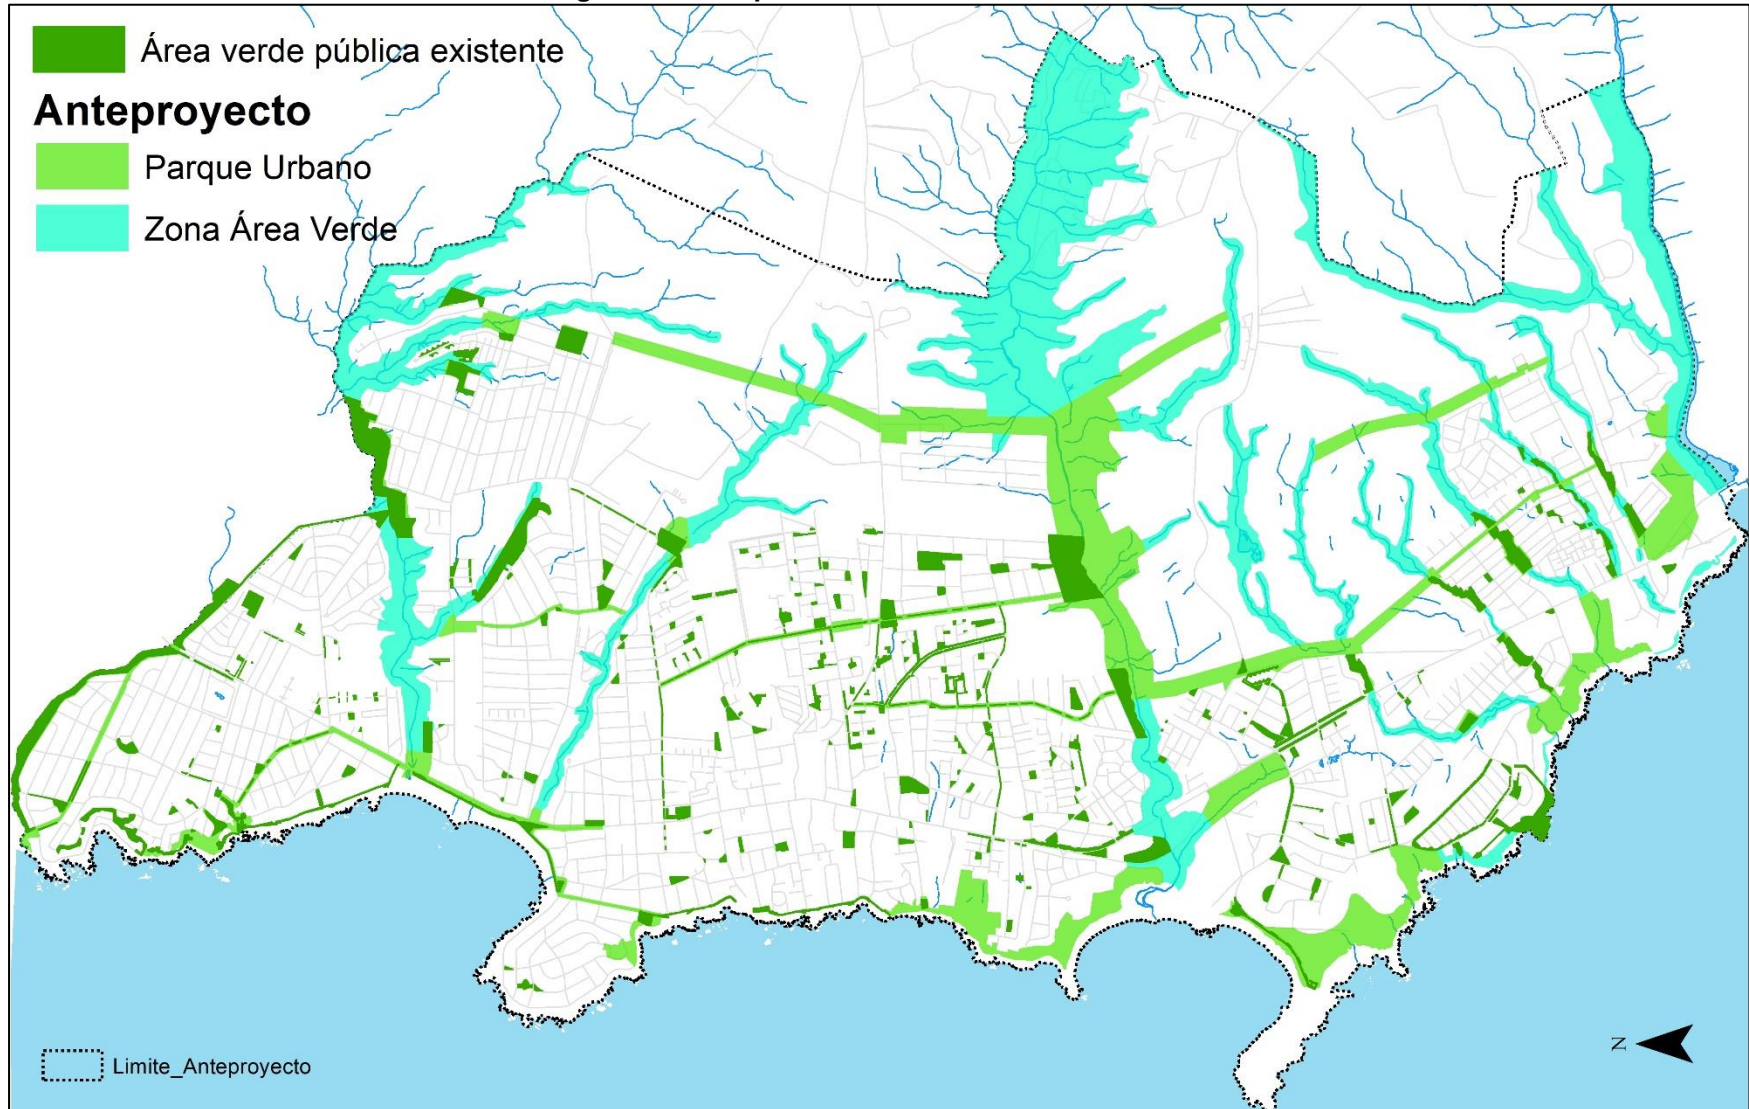 Área verde pública existente
Anteproyecto
Parque Urbano
Zona Área Verde
Limite_Anteproyecto
N